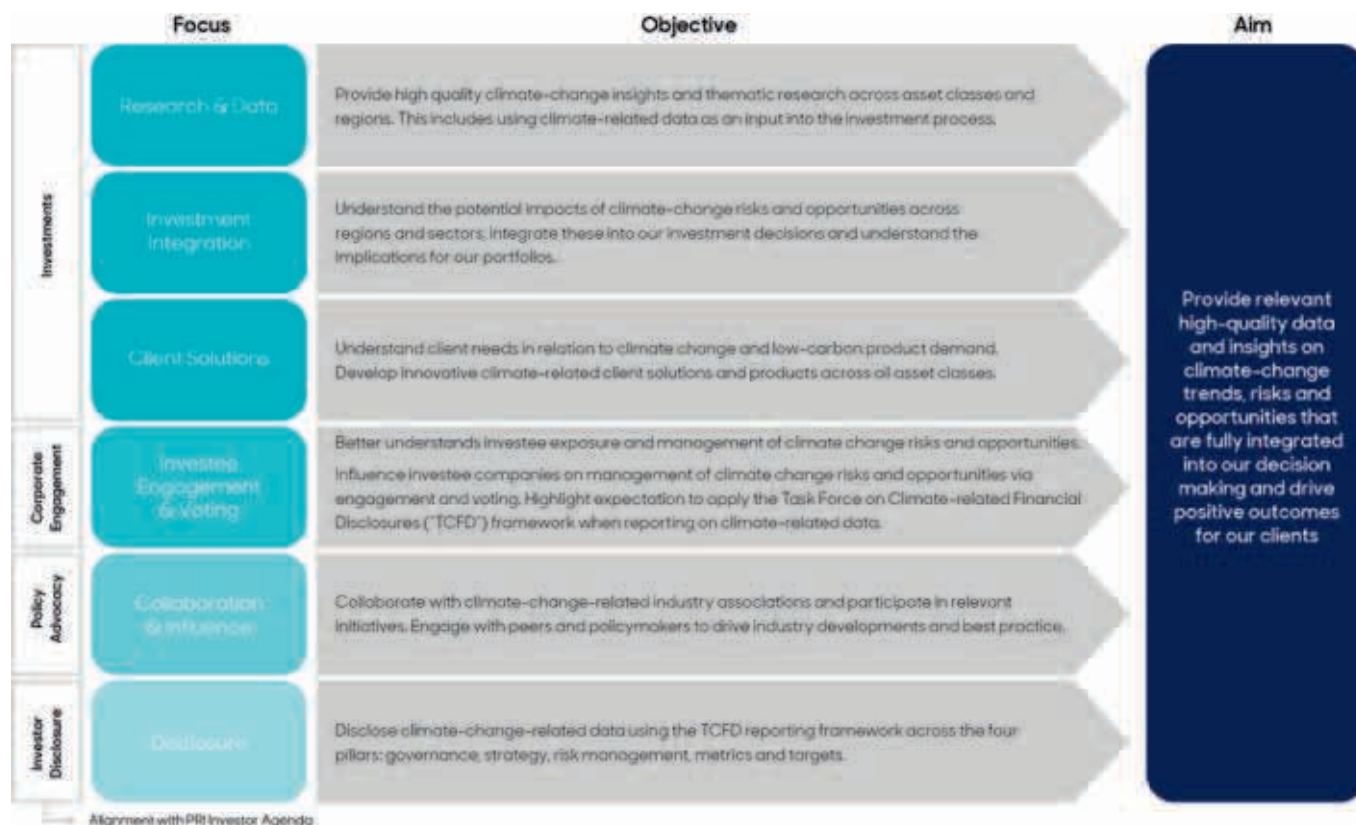 Focus
Objective
Aim
Investments
Research & Data
Provide high quality climate-change insights and thematic research across asset classes and
regions. This includes using climate-related data as an input into the investment process.
Investment
Integration
Understand the potential impacts of climate-change risks and opportunities across
regions and sectors, integrate these into our investment decisions and understand the
implications for our portfolios.
Client Solutions
Understand client needs in relation to climate change and low-carbon product demand.
Develop innovative climate-related client solutions and products across all asset classes.
Corporate
Engagement
Investee
Engagement
& Voting
Better understands investee exposure and management of climate change risks and opportunities.
Influence investee companies on management of climate change risks and opportunities via
engagement and voting. Highlight expectation to apply the Task Force on Climate-related Financial
Disclosures ("TCFD") framework when reporting on climate-related data.
Policy
Advocacy
Collaboration
& Influence
Collaborate with climate-change-related industry associations and participate in relevant
initiatives. Engage with peers and policymakers to drive industry developments and best practice.
Investor
Disclosure
Disclosure
Disclose climate-change-related data using the TCFD reporting framework across the four
pillars: governance, strategy, risk management, metrics and targets.
Provide relevant
high-quality data
and insights on
climate-change
trends, risks and
opportunities that
are fully integrated
into our decision
making and drive
positive outcomes
for our clients
Alignment with PRI Investor Agenda